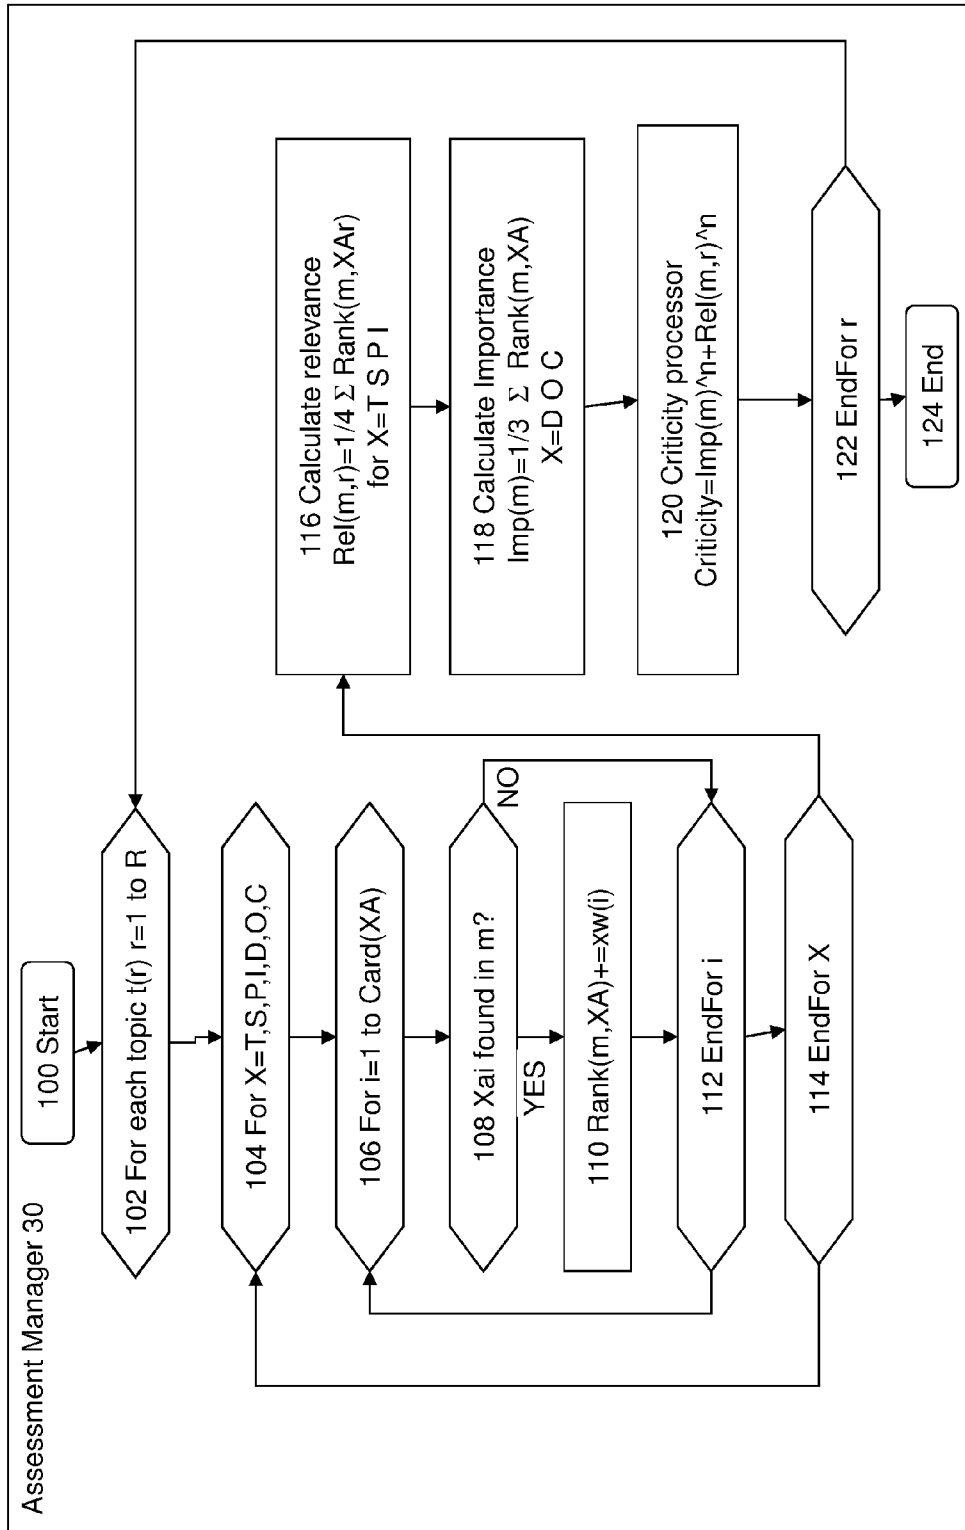 Assessment Manager 30
100 Start
102 For each topic t(r) r=1 to R
104 For X=T,S,P,I,D,O,C
106 For i=1 to Card(XA)
108 Xai found in m?
YES
NO
110 Rank(m,XA)+=xw(i)
112 EndFor i
114 EndFor X
116 Calculate relevance
Rel(m,r)=1/4 Σ Rank(m,XAr)
for X=T S P I
118 Calculate Importance
Imp(m)=1/3 Σ Rank(m,XA)
X=D O C
120 Criticity processor
Criticity=Imp(m)^n+Rel(m,r)^n
122 EndFor r
124 End